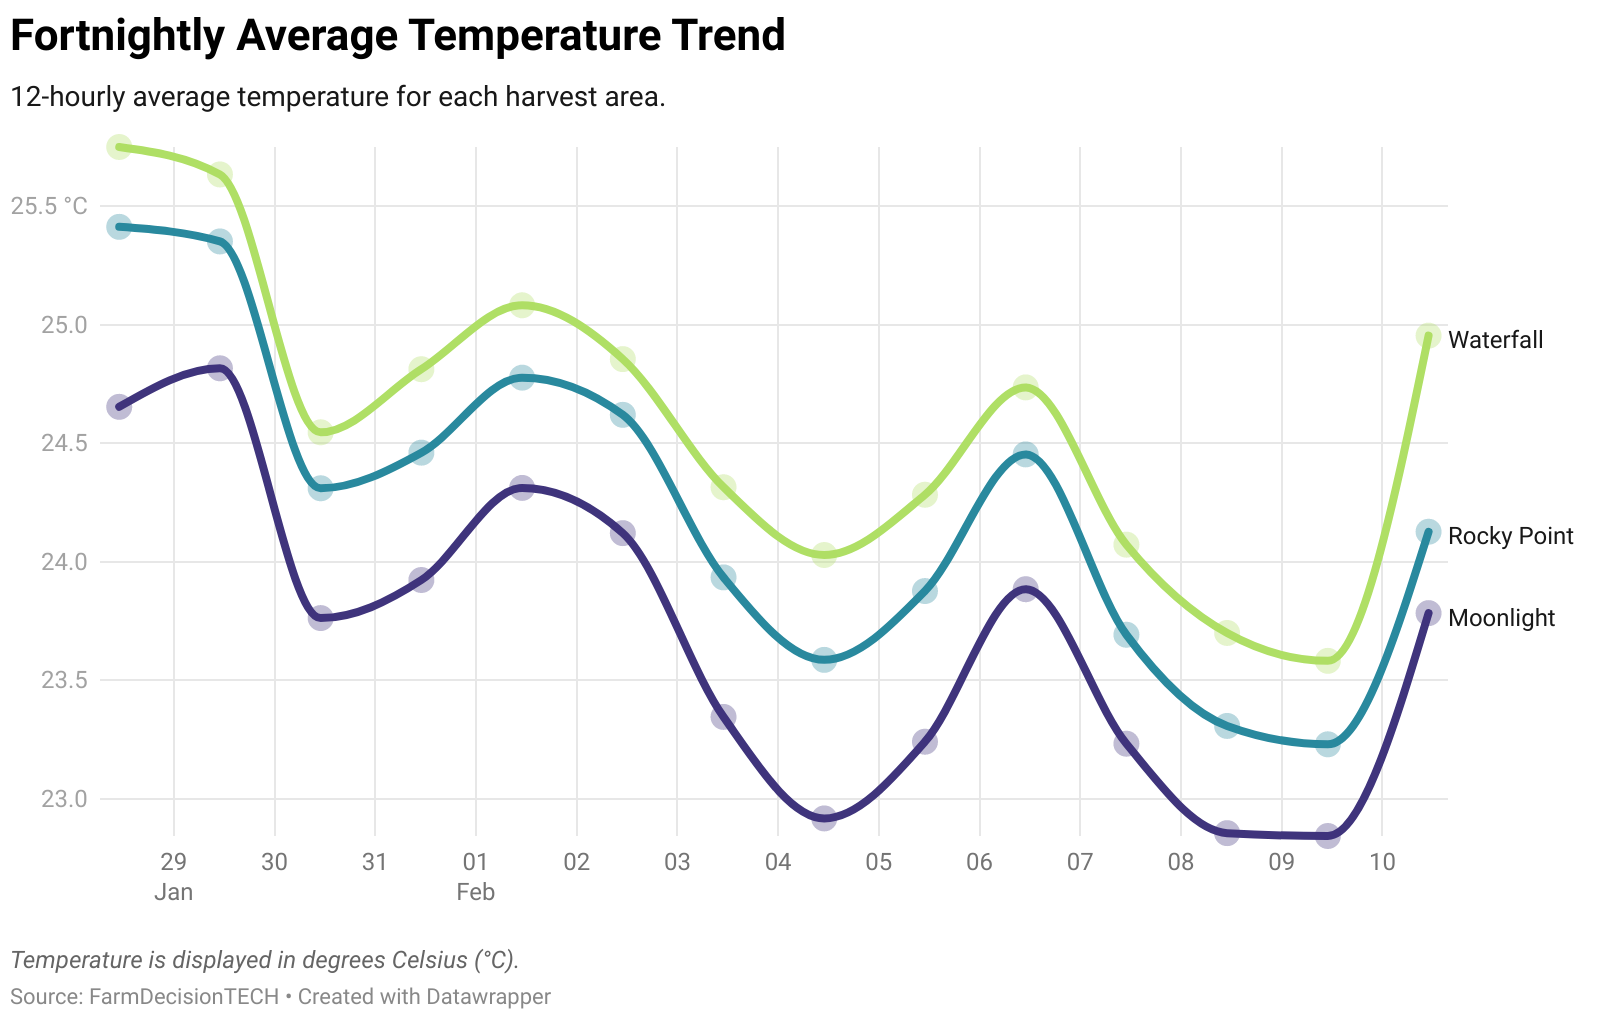 Fortnightly Average Temperature Trend
12-hourly average temperature for each harvest area.
25.5 °C
25.0
24.5
24.0
23.5
23.0
Waterfall
Rocky Point
Moonlight
29 30 31 01 02 03 04 05 06 07 08 09 10
Jan Feb
Temperature is displayed in degrees Celsius (°C).
Source: FarmDecisionTECH • Created with Datawrapper